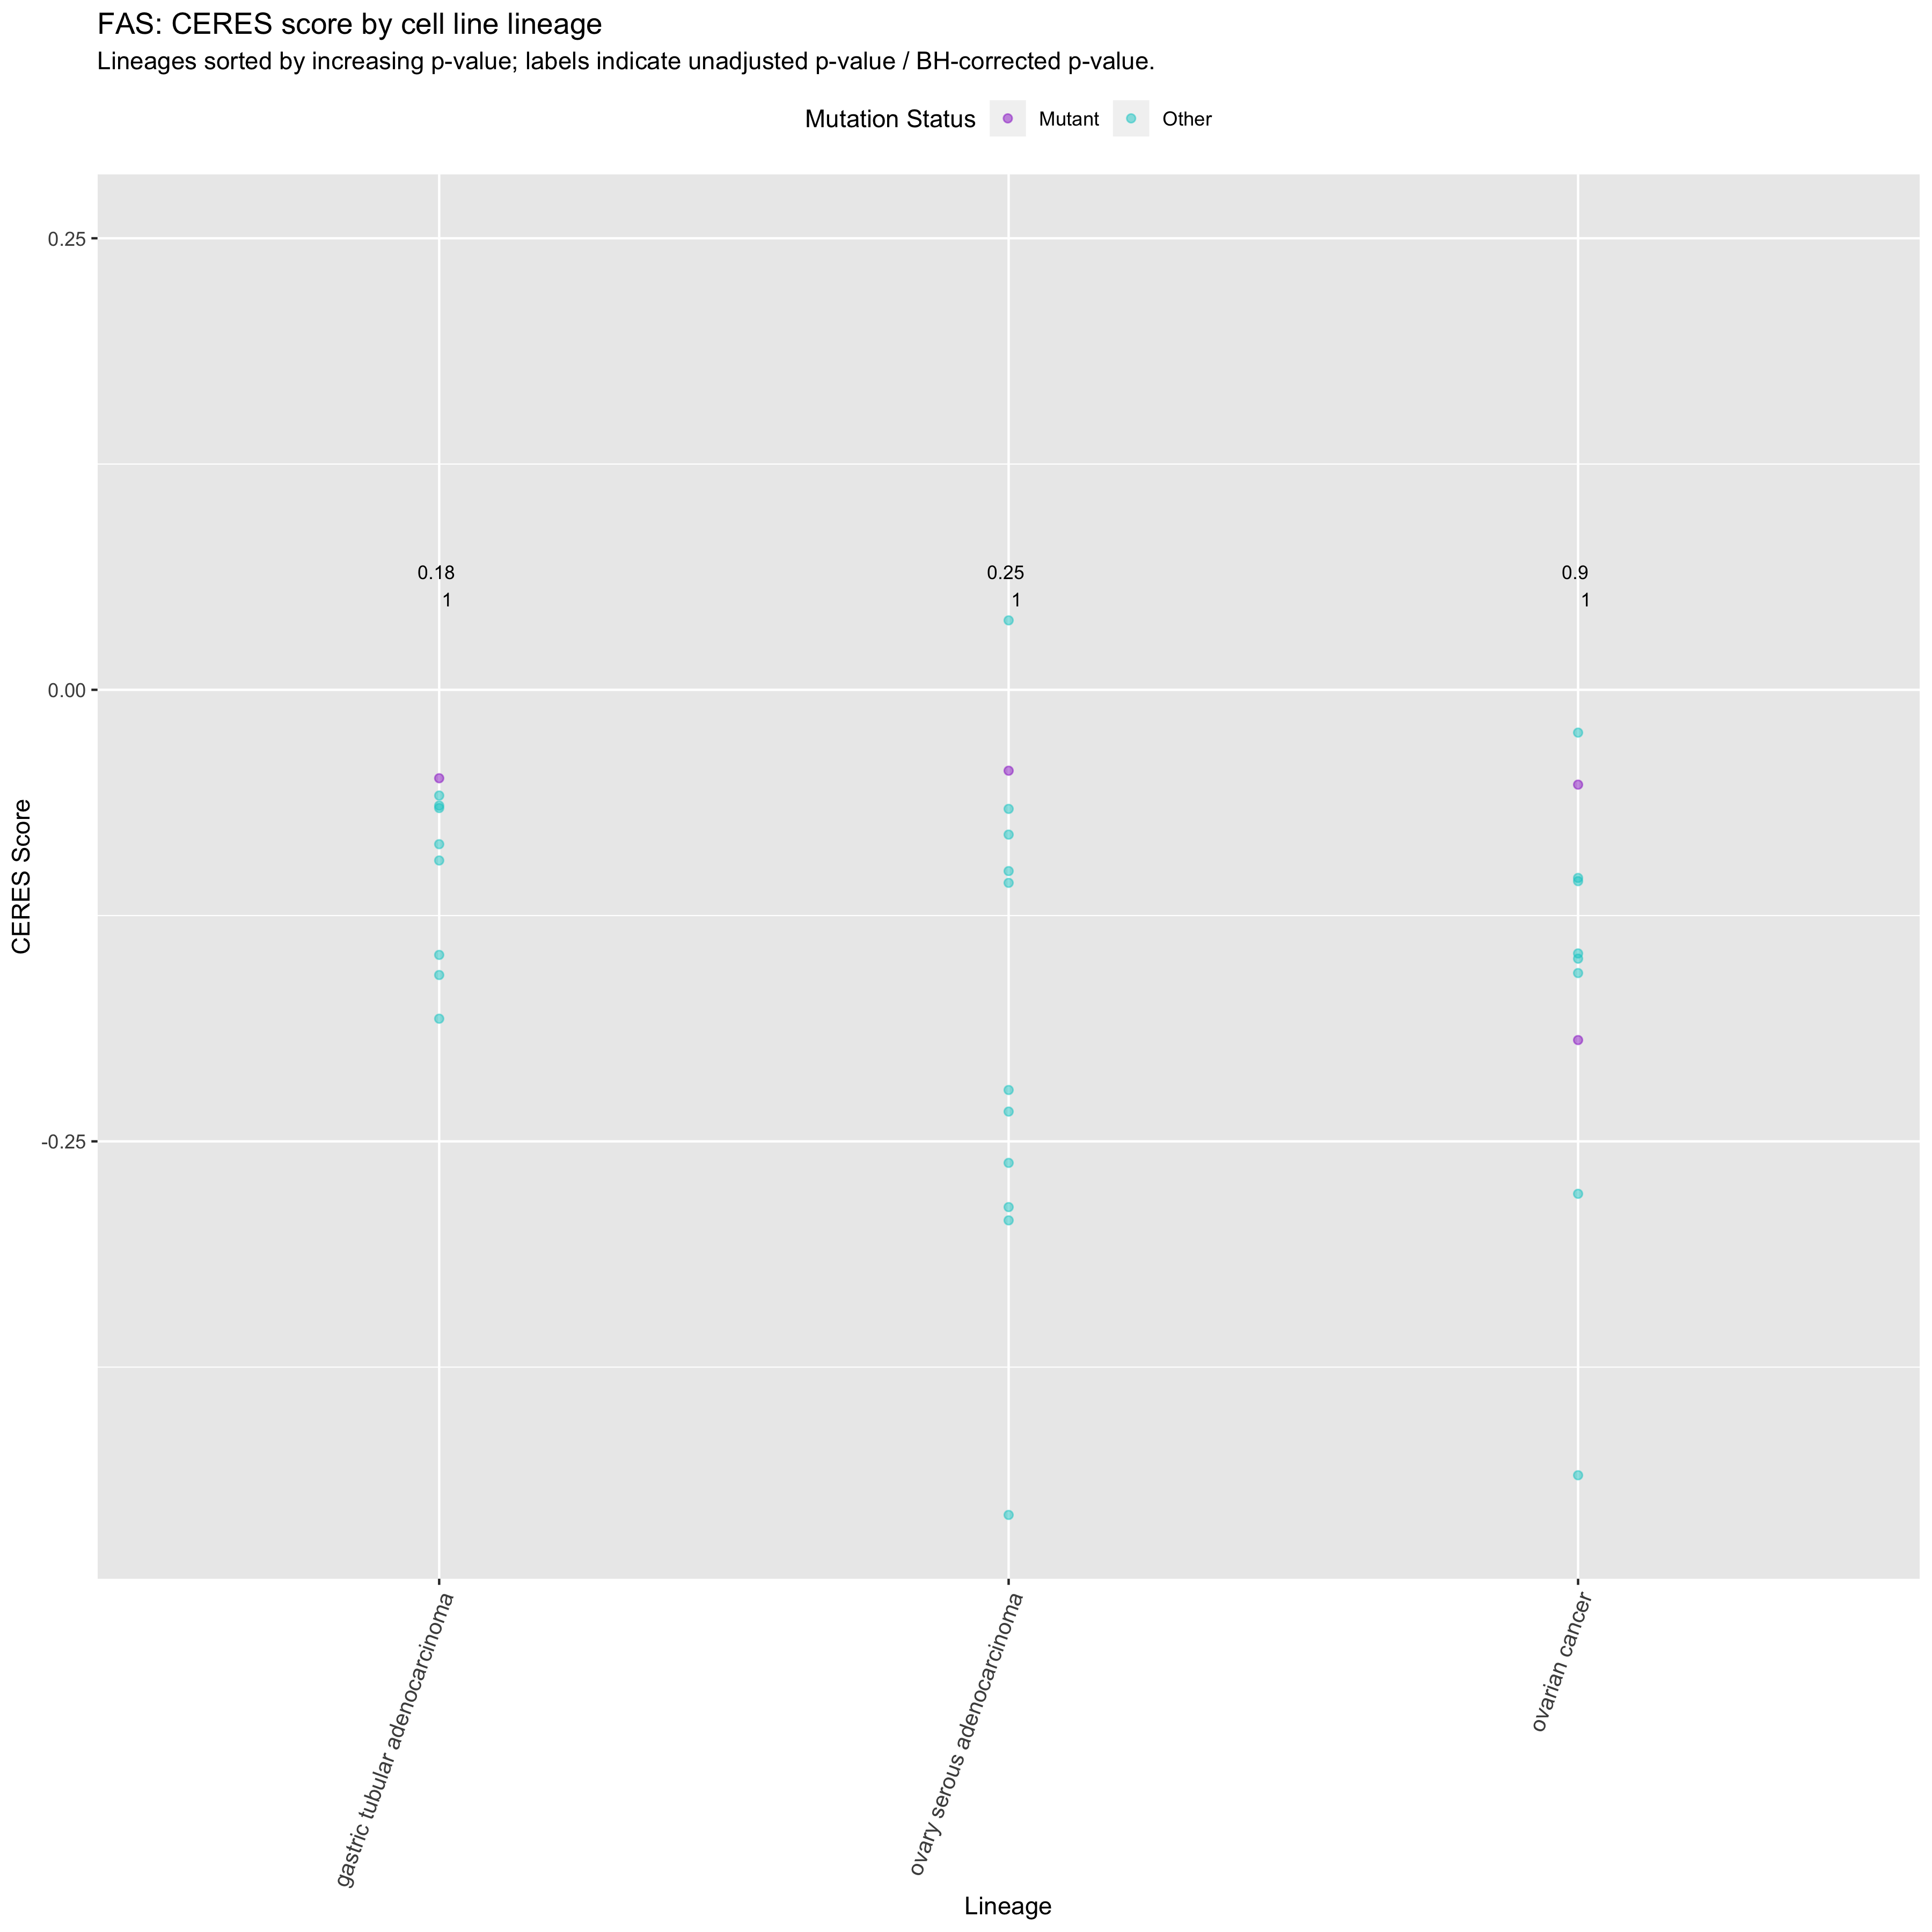 FAS: CERES score by cell line lineage
Lineages sorted by increasing p-value; labels indicate unadjusted p-value / BH-corrected p-value.
Mutation Status Mutant Other
0.25
0.18 0.25 0.9
1 1 1
0.00
CERES Score
-0.25
gastric tubular adenocarcinoma
ovary serous adenocarcinoma
ovarian cancer
Lineage